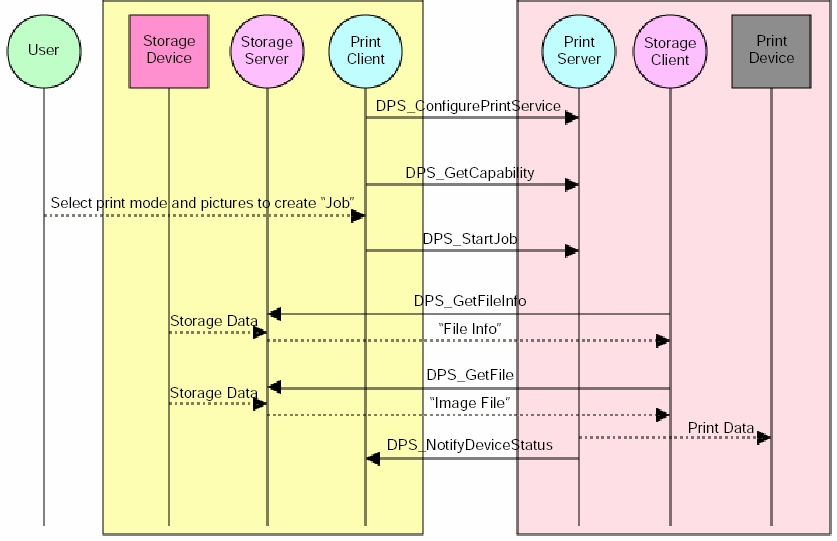 User
Storage
Device
Storage
Server
Print
Client
Print
Server
Storage
Client
Print
Device
DPS_ConfigurePrintService
DPS_GetCapability
Select print mode and pictures to create “Job”
DPS_StartJob
DPS_GetFileInfo
Storage Data
“File Info”
DPS_GetFile
Storage Data
“Image File”
Print Data
DPS_NotifyDeviceStatus